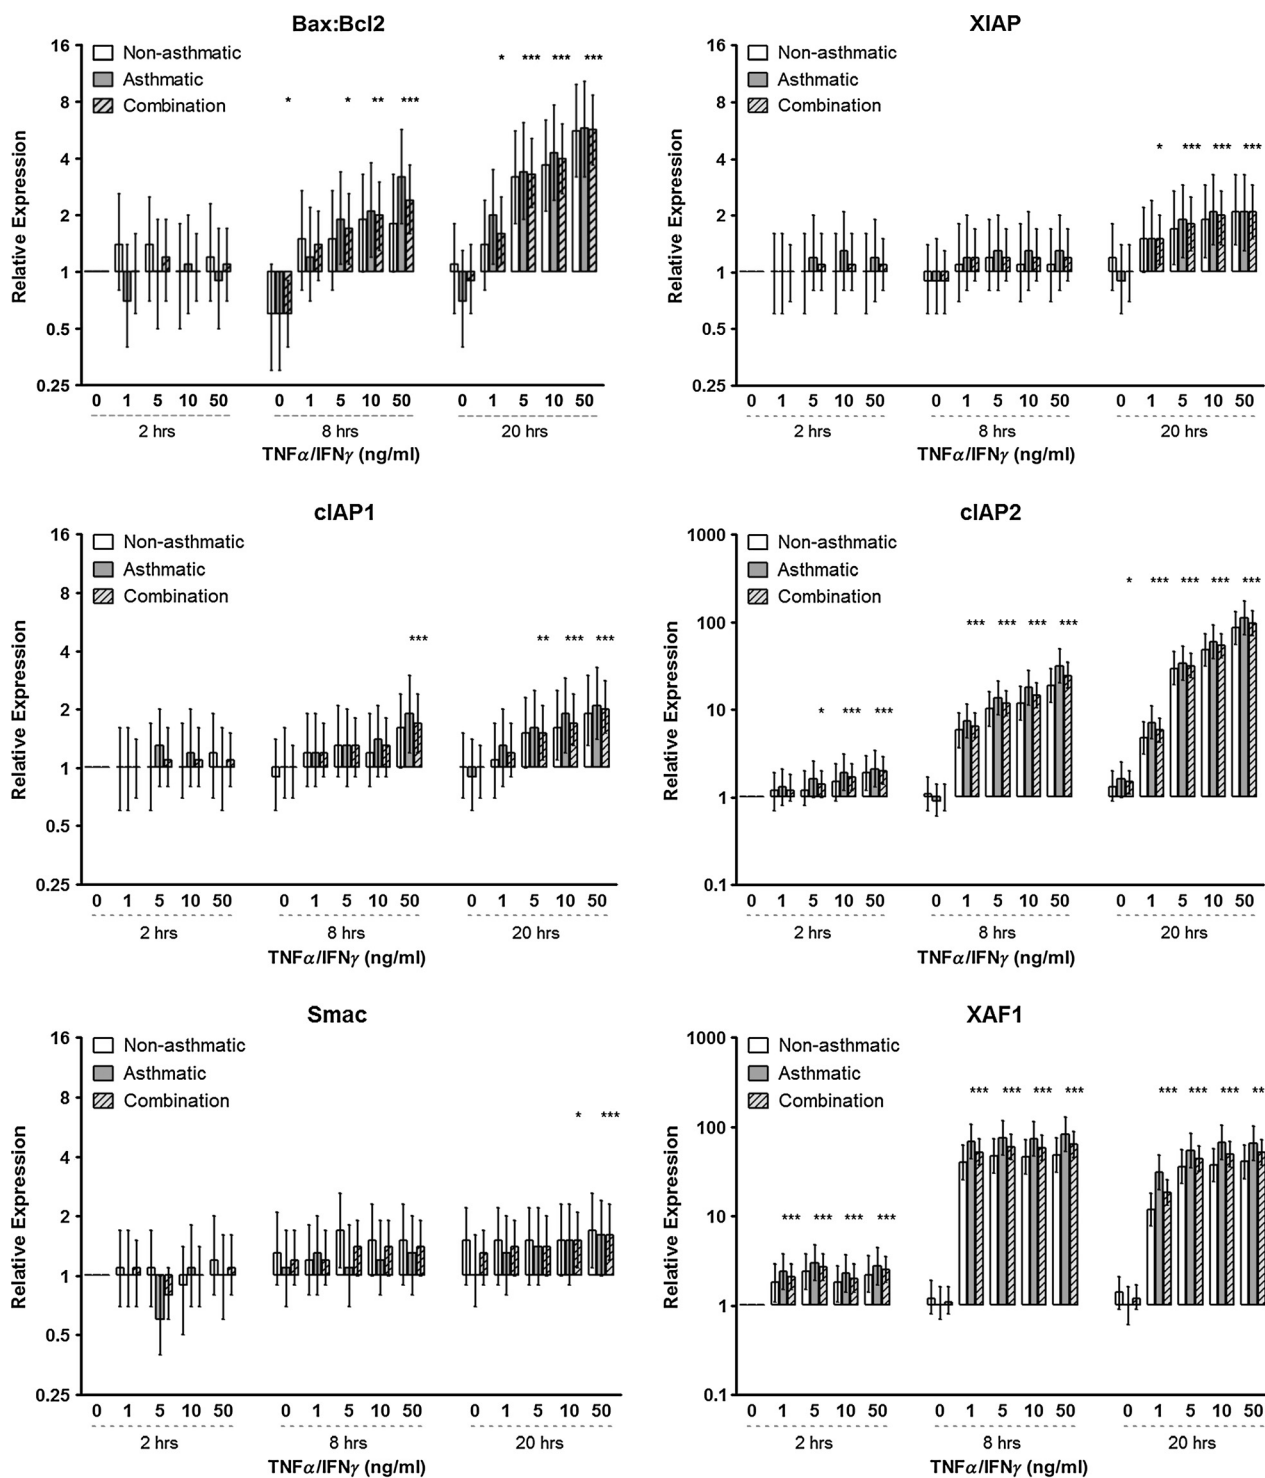 Bax:Bcl2
16
8
4
2
1
0.5
0.25
Relative Expression
Non-asthmatic
Asthmatic
Combination
* * ** *** * *** *** ***
0 1 5 10 50 0 1 5 10 50 0 1 5 10 50
2 hrs 8 hrs 20 hrs
TNFα/IFNγ (ng/ml)
XIAP
16
8
4
2
1
0.5
0.25
Relative Expression
Non-asthmatic
Asthmatic
Combination
* *** *** ***
0 1 5 10 50 0 1 5 10 50 0 1 5 10 50
2 hrs 8 hrs 20 hrs
TNFα/IFNγ (ng/ml)
cIAP1
16
8
4
2
1
0.5
0.25
Relative Expression
Non-asthmatic
Asthmatic
Combination
*** ** *** ***
0 1 5 10 50 0 1 5 10 50 0 1 5 10 50
2 hrs 8 hrs 20 hrs
TNFα/IFNγ (ng/ml)
cIAP2
1000
100
10
1
0.1
Relative Expression
Non-asthmatic
Asthmatic
Combination
* *** *** *** *** *** *** * *** *** *** ***
0 1 5 10 50 0 1 5 10 50 0 1 5 10 50
2 hrs 8 hrs 20 hrs
TNFα/IFNγ (ng/ml)
Smac
16
8
4
2
1
0.5
0.25
Relative Expression
Non-asthmatic
Asthmatic
Combination
* ***
0 1 5 10 50 0 1 5 10 50 0 1 5 10 50
2 hrs 8 hrs 20 hrs
TNFα/IFNγ (ng/ml)
XAF1
1000
100
10
1
0.1
Relative Expression
Non-asthmatic
Asthmatic
Combination
*** *** *** *** *** *** *** *** *** *** *** **
0 1 5 10 50 0 1 5 10 50 0 1 5 10 50
2 hrs 8 hrs 20 hrs
TNFα/IFNγ (ng/ml)